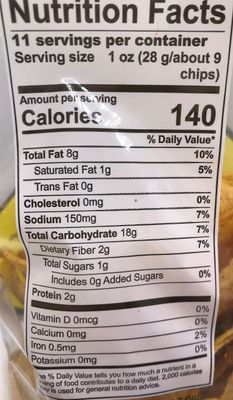 Nutrition Facts
11 servings per container
Serving size 1 oz (28 g/about 9
chips)
Amount per serving
Calories 140
% Daily Value*
Total Fat 8g 10%
Saturated Fat 1g 5%
Trans Fat 0g
Cholesterol 0mg 0%
Sodium 150mg 7%
Total Carbohydrate 18g 7%
Dietary Fiber 2g 7%
Total Sugars 1g
Includes 0g Added Sugars 0%
Protein 2g
Vitamin D 0mcg 0%
Calcium 0mg 0%
Iron 0.5mg 2%
Potassium 0mg 0%
% Daily Value tells you how much a nutrient in a
of food contributes to a daily diet. 2,000 calories
is used for general nutrition advice.